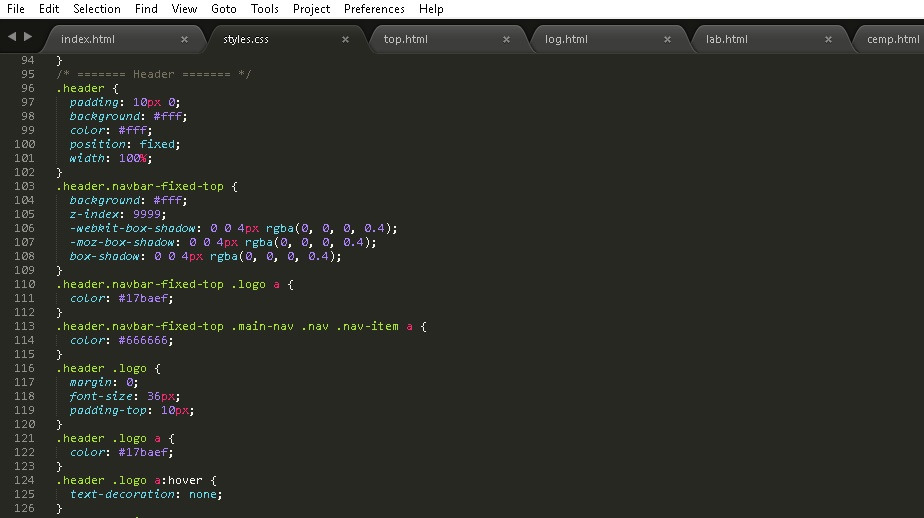 File Edit Selection Find View Goto Tools Project Preferences Help
index.html × styles.css × top.html × log.html × lab.html × cemp.html
94 }
95 /* ======= Header ======= */
96 .header {
97 padding: 10px 0;
98 background: #fff;
99 color: #fff;
100 position: fixed;
101 width: 100%;
102 }
103 .header.navbar-fixed-top {
104 background: #fff;
105 z-index: 9999;
106 -webkit-box-shadow: 0 0 4px rgba(0, 0, 0, 0.4);
107 -moz-box-shadow: 0 0 4px rgba(0, 0, 0, 0.4);
108 box-shadow: 0 0 4px rgba(0, 0, 0, 0.4);
109 }
110 .header.navbar-fixed-top .logo a {
111 color: #17baef;
112 }
113 .header.navbar-fixed-top .main-nav .nav .nav-item a {
114 color: #666666;
115 }
116 .header .logo {
117 margin: 0;
118 font-size: 36px;
119 padding-top: 10px;
120 }
121 .header .logo a {
122 color: #17baef;
123 }
124 .header .logo a:hover {
125 text-decoration: none;
126 }